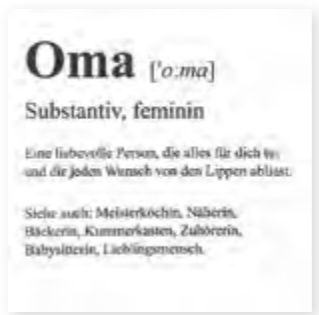 Oma ['o:ma]
Substantiv, feminin
Eine liebevolle Person, die alles für dich tut
und dir jeden Wunsch von den Lippen abliest.
Siehe auch: Meisterköchin, Näherin,
Bäckerin, Kummerkasten, Zuhörerin,
Babysitterin, Lieblingsmensch.